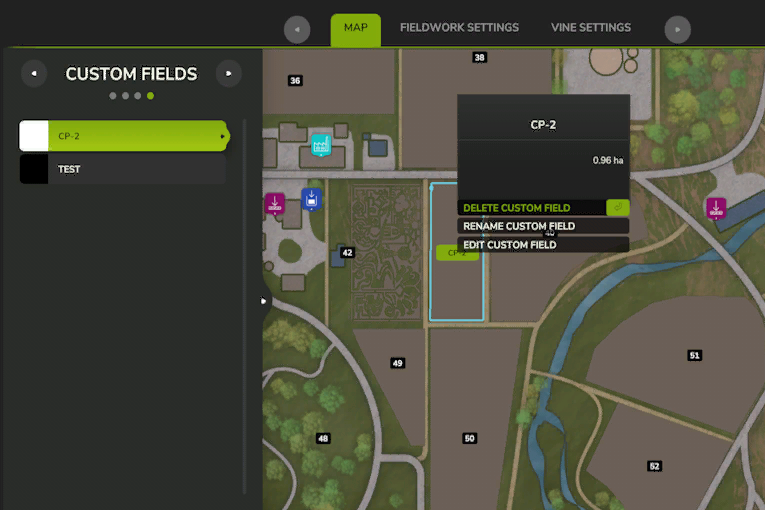 MAP
FIELDWORK SETTINGS
VINE SETTINGS
CUSTOM FIELDS
CP-2
TEST
36
38
CP-2
0.96 ha
DELETE CUSTOM FIELD
RENAME CUSTOM FIELD
EDIT CUSTOM FIELD
42
CP-2
49
51
48
50
52